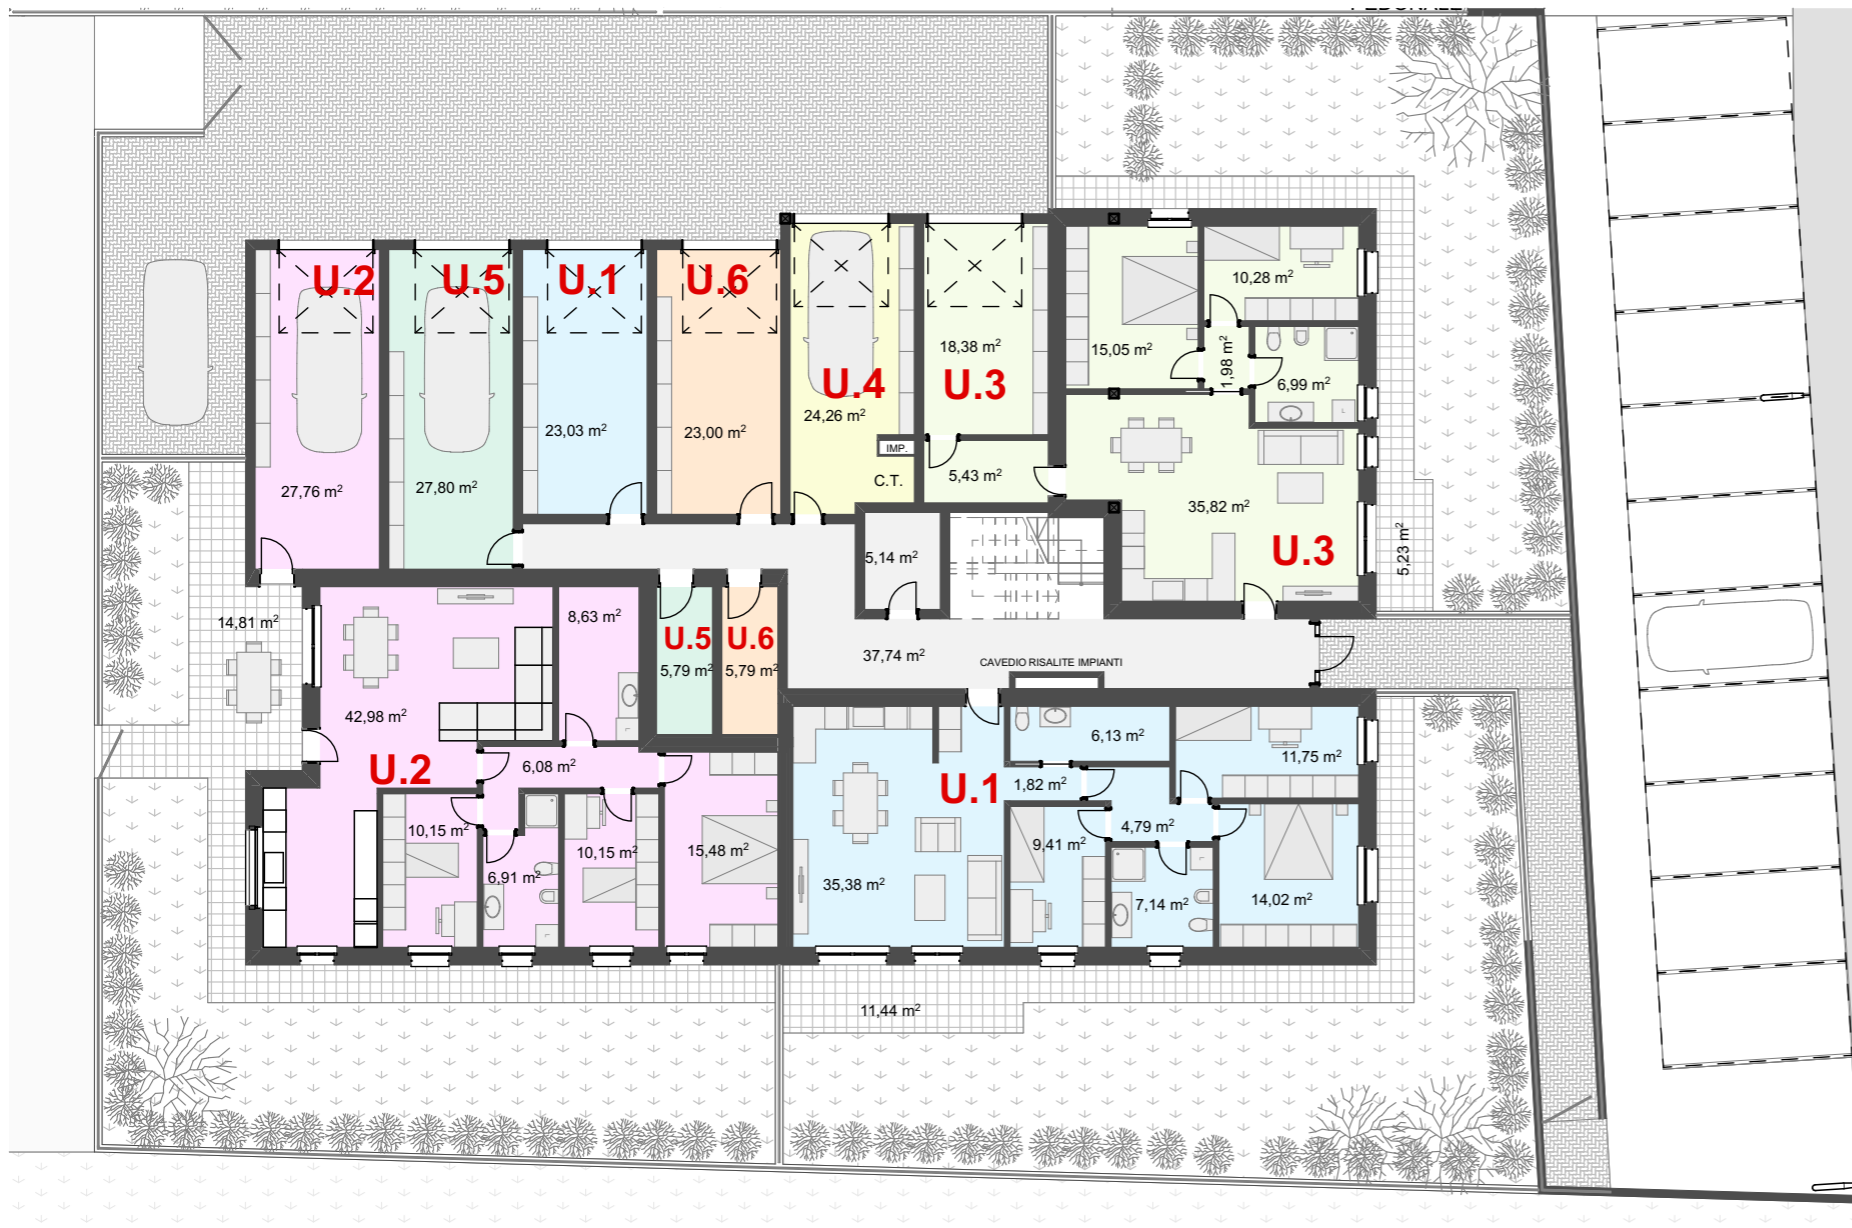 U.2
U.5
U.1
U.6
10,28 m²
18,38 m²
15,05 m²
1,98 m²
6,99 m²
U.4
U.3
24,26 m²
23,03 m²
23,00 m²
IMP.
5,43 m²
C.T.
27,76 m²
27,80 m²
35,82 m²
U.3
5,23 m²
5,14 m²
14,81 m²
8,63 m²
U.5
U.6
5,79 m²
5,79 m²
37,74 m²
CAVEDIO RISALITE IMPIANTI
42,98 m²
6,13 m²
11,75 m²
U.2
6,08 m²
U.1
1,82 m²
10,15 m²
10,15 m²
15,48 m²
9,41 m²
4,79 m²
6,91 m²
35,38 m²
7,14 m²
14,02 m²
11,44 m²